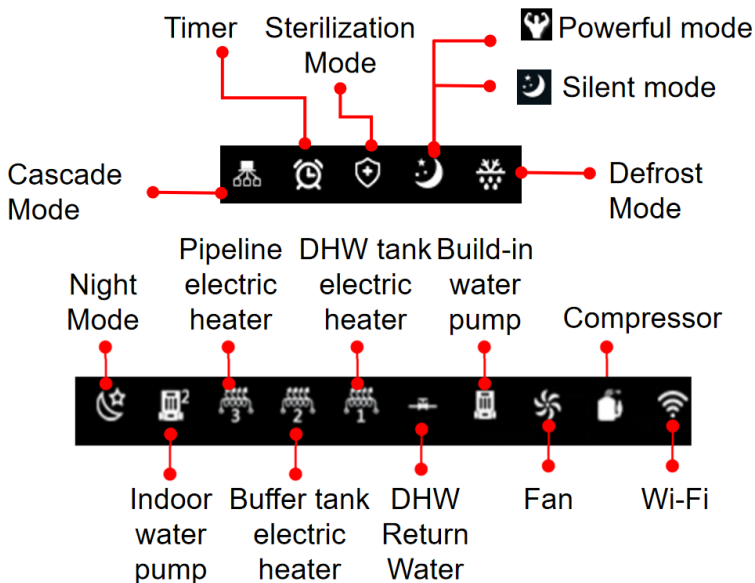 Timer
Sterilization
Mode
Powerful mode
Silent mode
Cascade
Mode
Defrost
Mode
Night
Mode
Pipeline
electric
heater
DHW tank
electric
heater
Build-in
water
pump
Compressor
2
3
2
1
Indoor
water
pump
Buffer tank
electric
heater
DHW
Return
Water
Fan
Wi-Fi